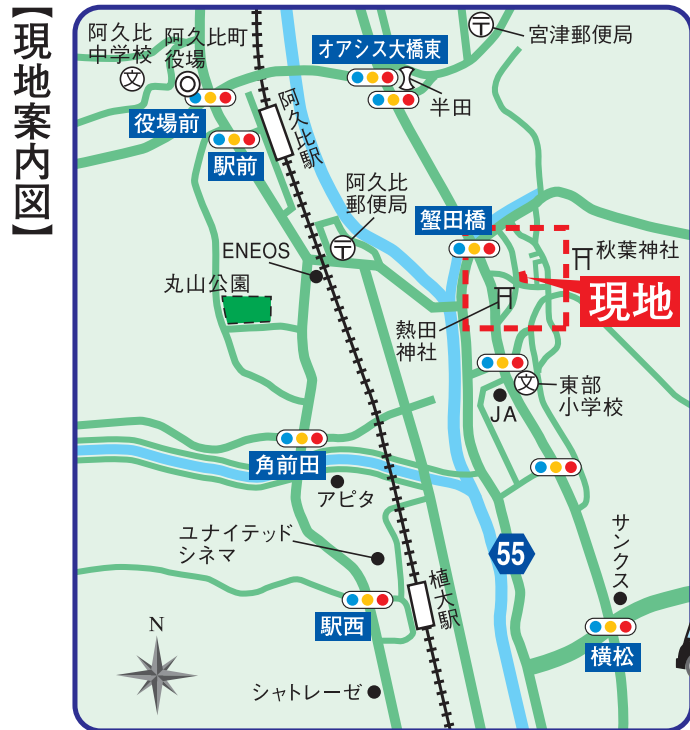 【現地案内図】
阿久比
中学校
文
阿久比町
役場
役場前
駅前
阿久比駅
オアシス大橋東
半田
〒
宮津郵便局
阿久比
郵便局
〒
ENEOS
丸山公園
蟹田橋
秋葉神社
現地
熱田
神社
文
東部
小学校
JA
角前田
アピタ
ユナイテッド
シネマ
55
サンクス
植大駅
駅西
横松
N
シャトレーゼ